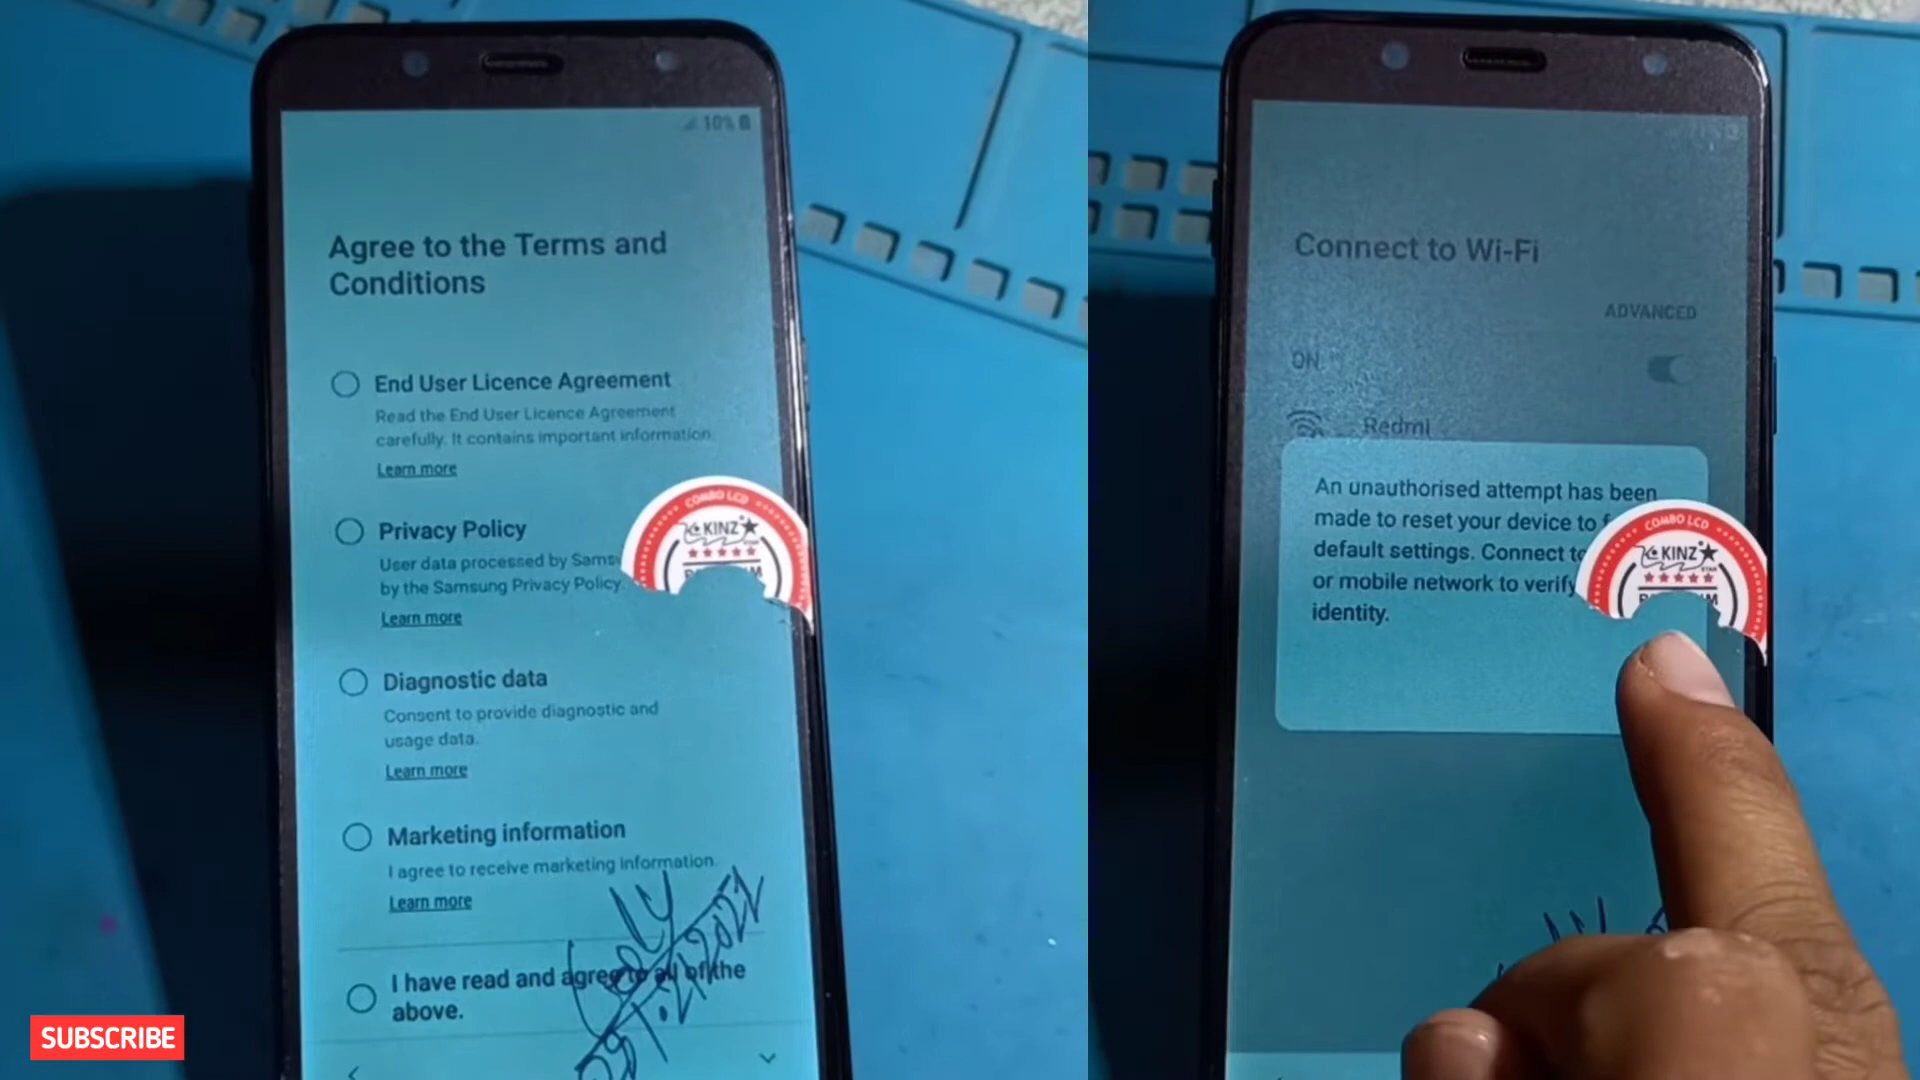 10%
Agree to the Terms and
Conditions
End User Licence Agreement
Read the End User Licence Agreement
carefully. It contains important information.
Learn more
Privacy Policy
User data processed by Sams
by the Samsung Privacy Policy.
Learn more
COMBO LCD
KINZ
Diagnostic data
Consent to provide diagnostic and
usage data.
Learn more
Marketing information
I agree to receive marketing information.
Learn more
I have read and agree to all of the
above.
SUBSCRIBE
Connect to Wi-Fi
ADVANCED
ON
Redmi
An unauthorised attempt has been
made to reset your device to
default settings. Connect to
or mobile network to verify
identity.
COMBO LCD
KINZ
STAR